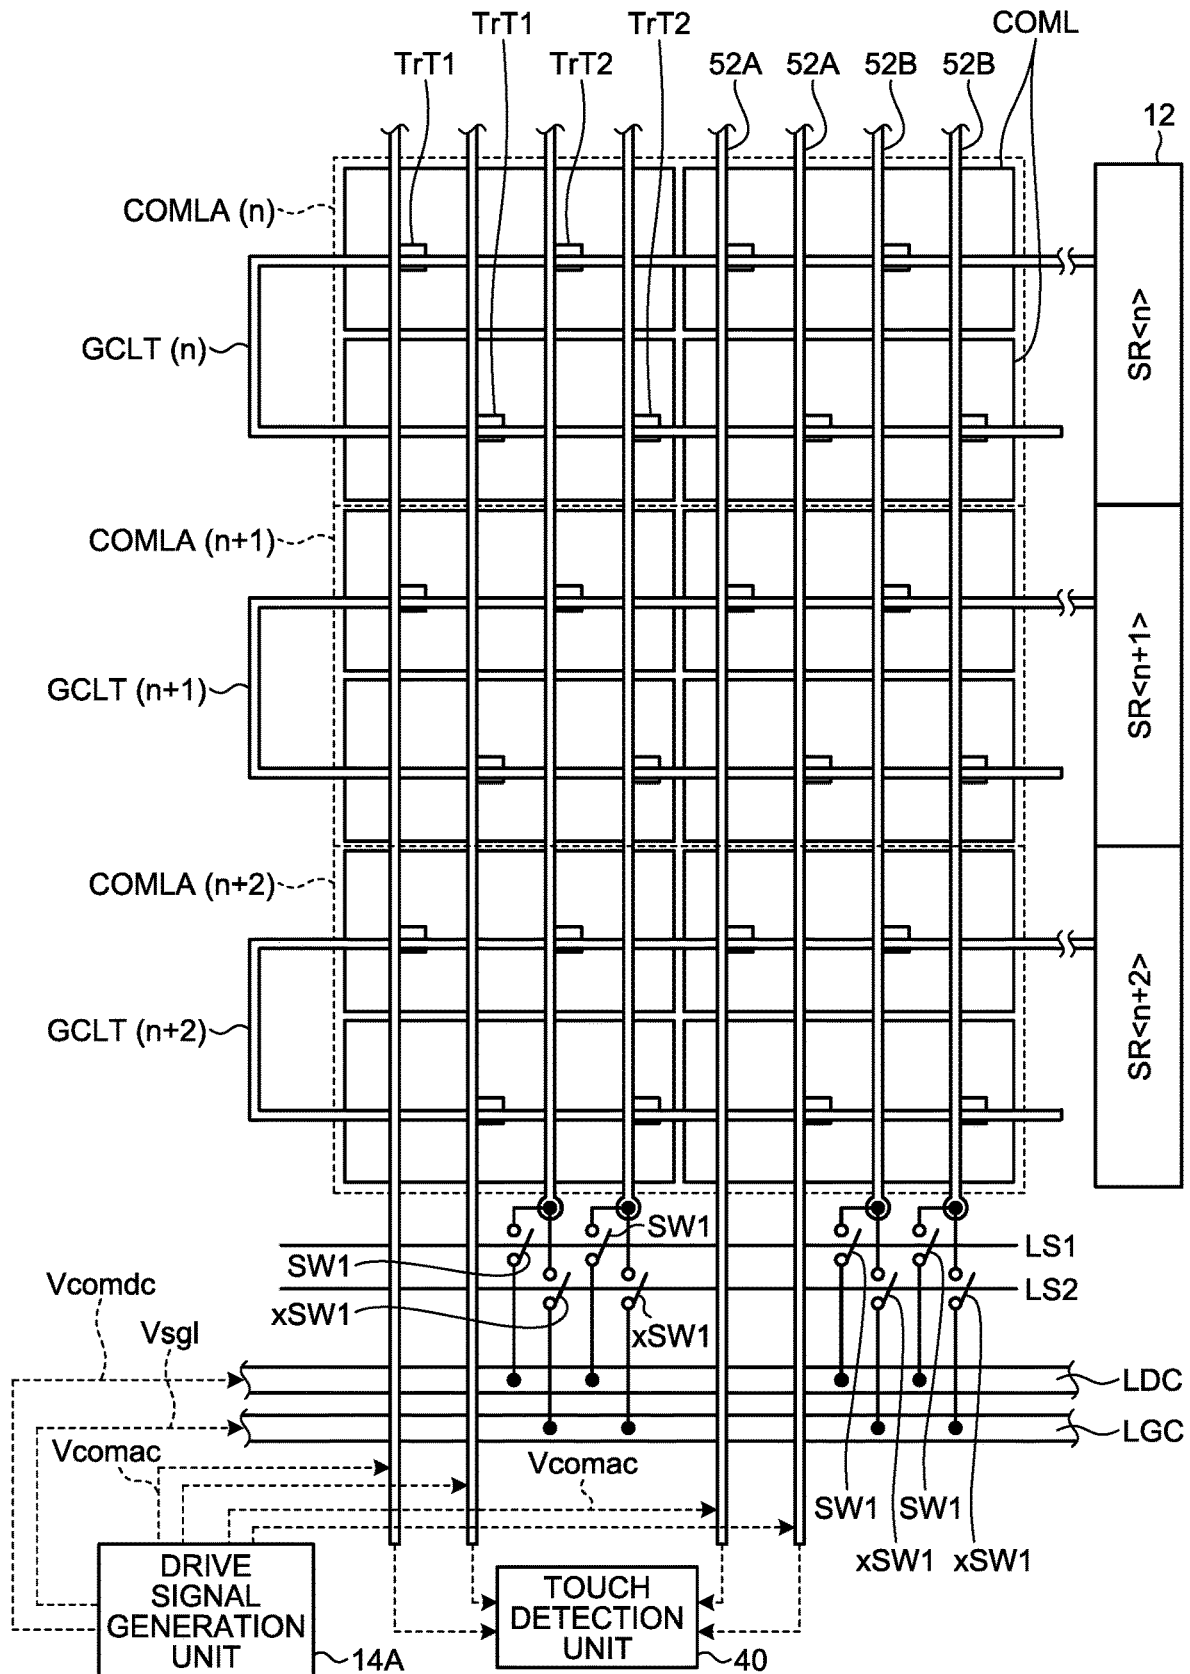 TrT1
TrT2
COML
TrT1
TrT2
52A
52A
52B
52B
12
COMLA (n)
GCLT (n)
SR<n>
COMLA (n+1)
GCLT (n+1)
SR<n+1>
COMLA (n+2)
GCLT (n+2)
SR<n+2>
SW1
SW1
LS1
Vcomdc
xSW1
LS2
Vsgl
xSW1
LDC
LGC
Vcomac
Vcomac
SW1
SW1
xSW1
xSW1
DRIVE
SIGNAL
GENERATION
UNIT
14A
TOUCH
DETECTION
UNIT
40